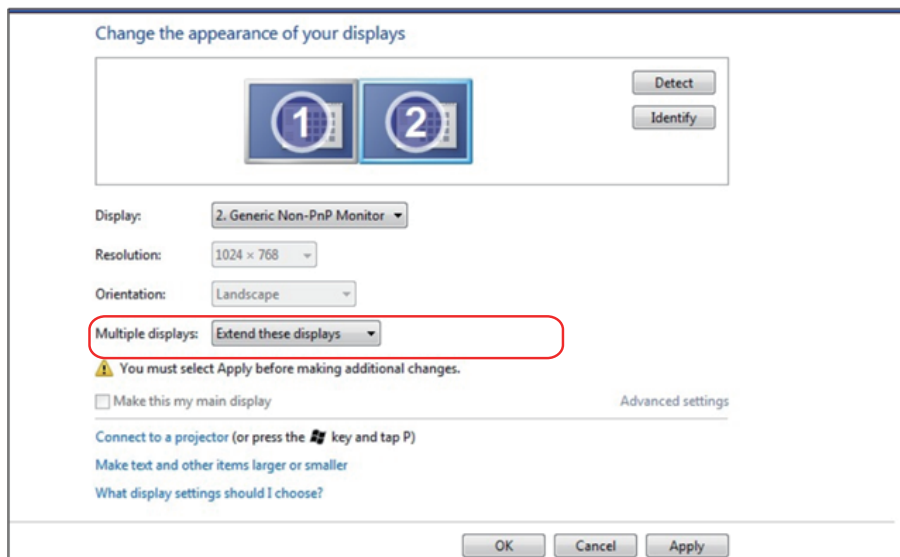 Change the appearance of your displays
1 2
Detect
Identify
Display: 2. Generic Non-PnP Monitor
Resolution: 1024 × 768
Orientation: Landscape
Multiple displays: Extend these displays
You must select Apply before making additional changes.
Make this my main display Advanced settings
Connect to a projector (or press the key and tap P)
Make text and other items larger or smaller
What display settings should I choose?
OK Cancel Apply